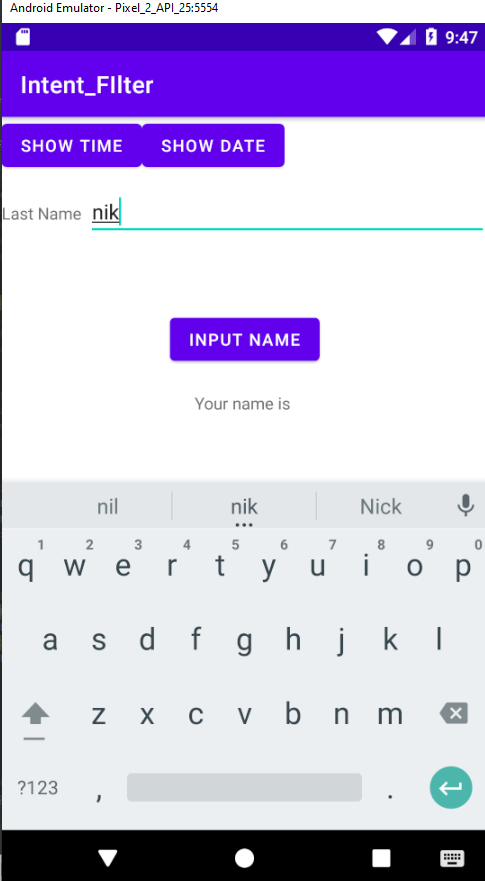 Android Emulator - Pixel_2_API_25:5554
9:47
Intent_FIlter
SHOW TIME SHOW DATE
Last Name nik
INPUT NAME
Your name is
nil nik Nick
1 2 3 4 5 6 7 8 9 0
q w e r t y u i o p
a s d f g h j k l
z x c v b n m
?123 , .